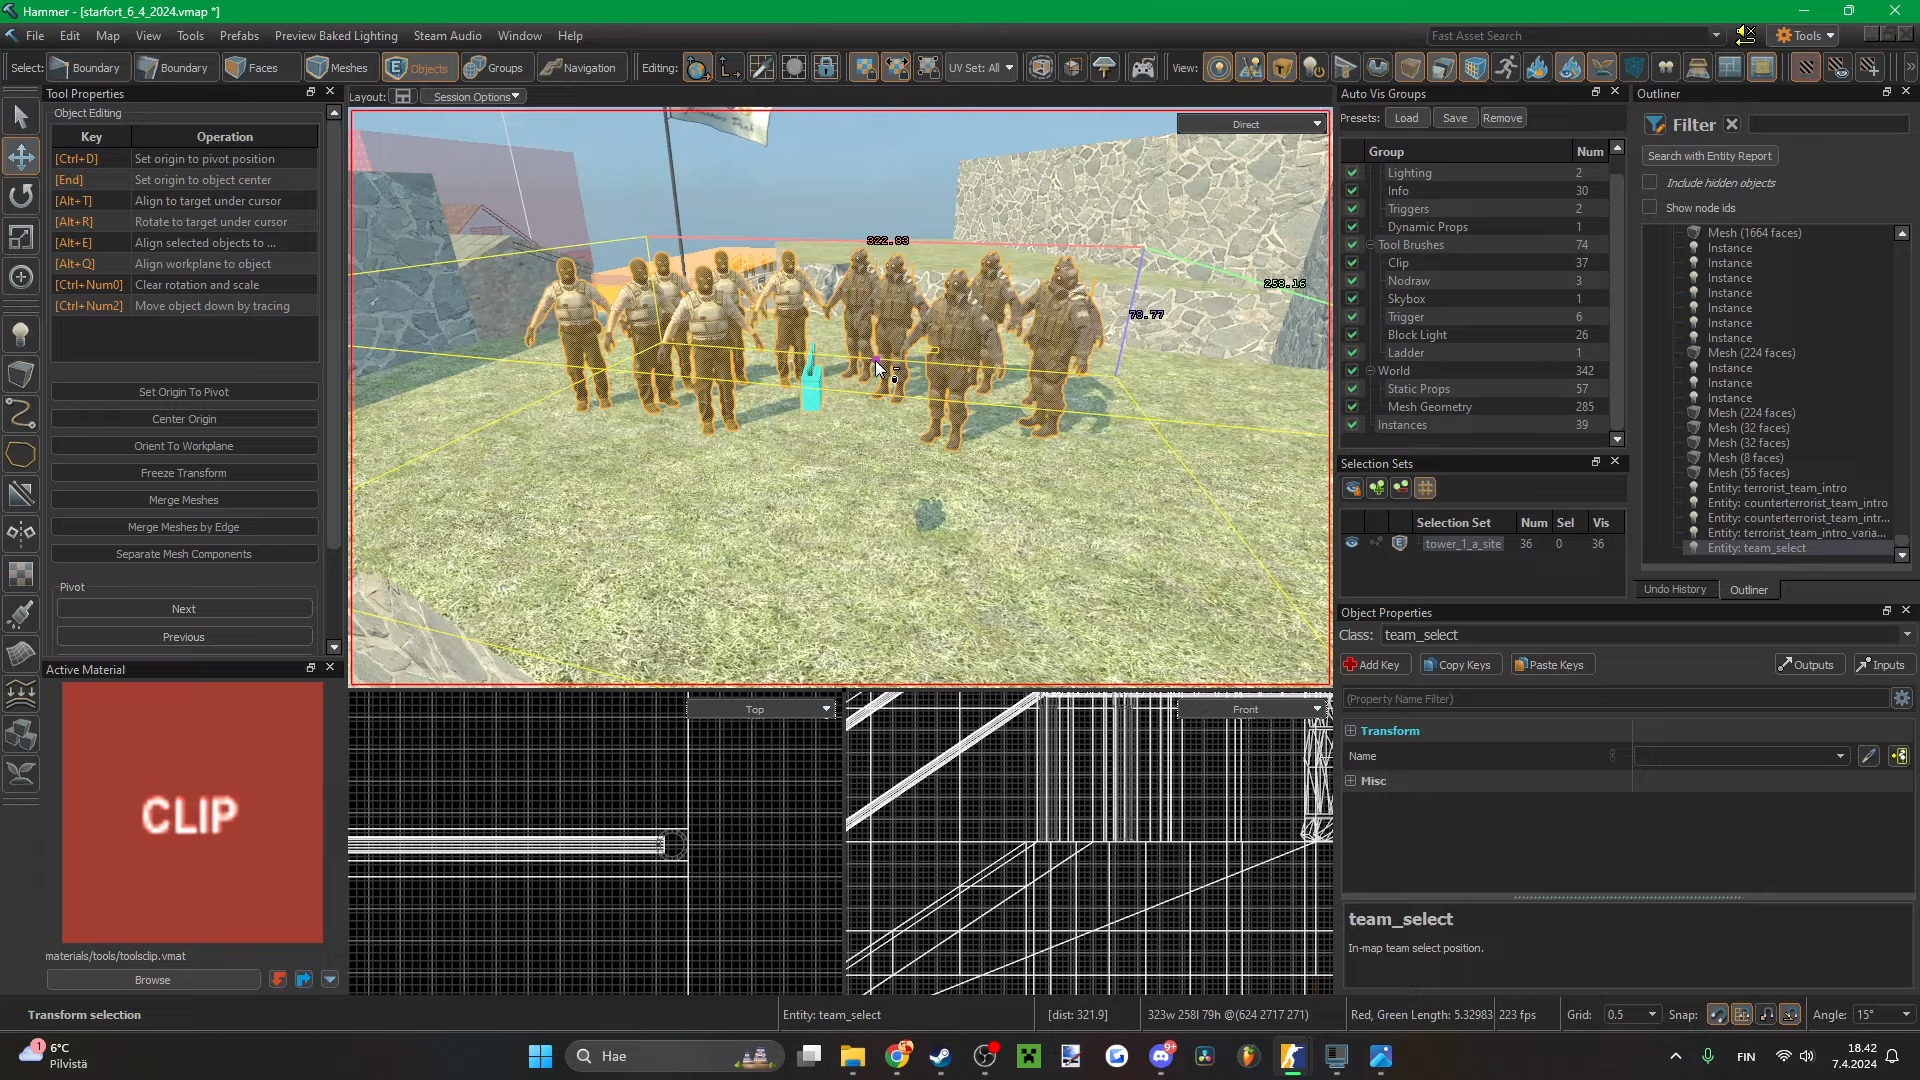 Hammer - [starfort_6_4_2024.vmap *]
File Edit Map View Tools Prefabs Preview Baked Lighting Steam Audio Window Help
Fast Asset Search
Tools
Select: Boundary Boundary Faces Meshes Objects Groups Navigation Editing: UV Set: All View:
Tool Properties
Object Editing
Key Operation
[Ctrl+D] Set origin to pivot position
[End] Set origin to object center
[Alt+T] Align to target under cursor
[Alt+R] Rotate to target under cursor
[Alt+E] Align selected objects to ...
[Alt+Q] Align workplane to object
[Ctrl+Num0] Clear rotation and scale
[Ctrl+Num2] Move object down by tracing
Set Origin To Pivot
Center Origin
Orient To Workplane
Freeze Transform
Merge Meshes
Merge Meshes by Edge
Separate Mesh Components
Pivot
Next
Previous
Active Material
CLIP
materials/tools/toolsclip.vmat
Browse
Layout: Session Options
Direct
322.83
258.16
78.77
Top
Front
Auto Vis Groups
Presets: Load Save Remove
Group Num
Lighting 2
Info 30
Triggers 2
Dynamic Props 1
Tool Brushes 74
Clip 37
Nodraw 3
Skybox 1
Trigger 6
Block Light 26
Ladder 1
World 342
Static Props 57
Mesh Geometry 285
Instances 39
Selection Sets
Selection Set Num Sel Vis
tower_1_a_site 36 0 36
Outliner
Filter
Search with Entity Report
Include hidden objects
Show node ids
Mesh (1664 faces)
Instance
Instance
Instance
Instance
Instance
Instance
Instance
Mesh (224 faces)
Instance
Instance
Instance
Mesh (224 faces)
Mesh (32 faces)
Mesh (32 faces)
Mesh (8 faces)
Mesh (55 faces)
Entity: terrorist_team_intro
Entity: counterterrorist_team_intro
Entity: counterterrorist_team_intr...
Entity: terrorist_team_intro_varia...
Entity: team_select
Undo History Outliner
Object Properties
Class: team_select
Add Key Copy Keys Paste Keys Outputs Inputs
(Property Name Filter)
Transform
Name
Misc
team_select
In-map team select position.
Transform selection
Entity: team_select
[dist: 321.9]
323w 258l 79h @(624 2717 271)
Red, Green Length: 5.32983
223 fps
Grid: 0.5
Snap:
Angle: 15°
1
6°C
Pilvistä
Hae
9+
FIN
18.42
7.4.2024